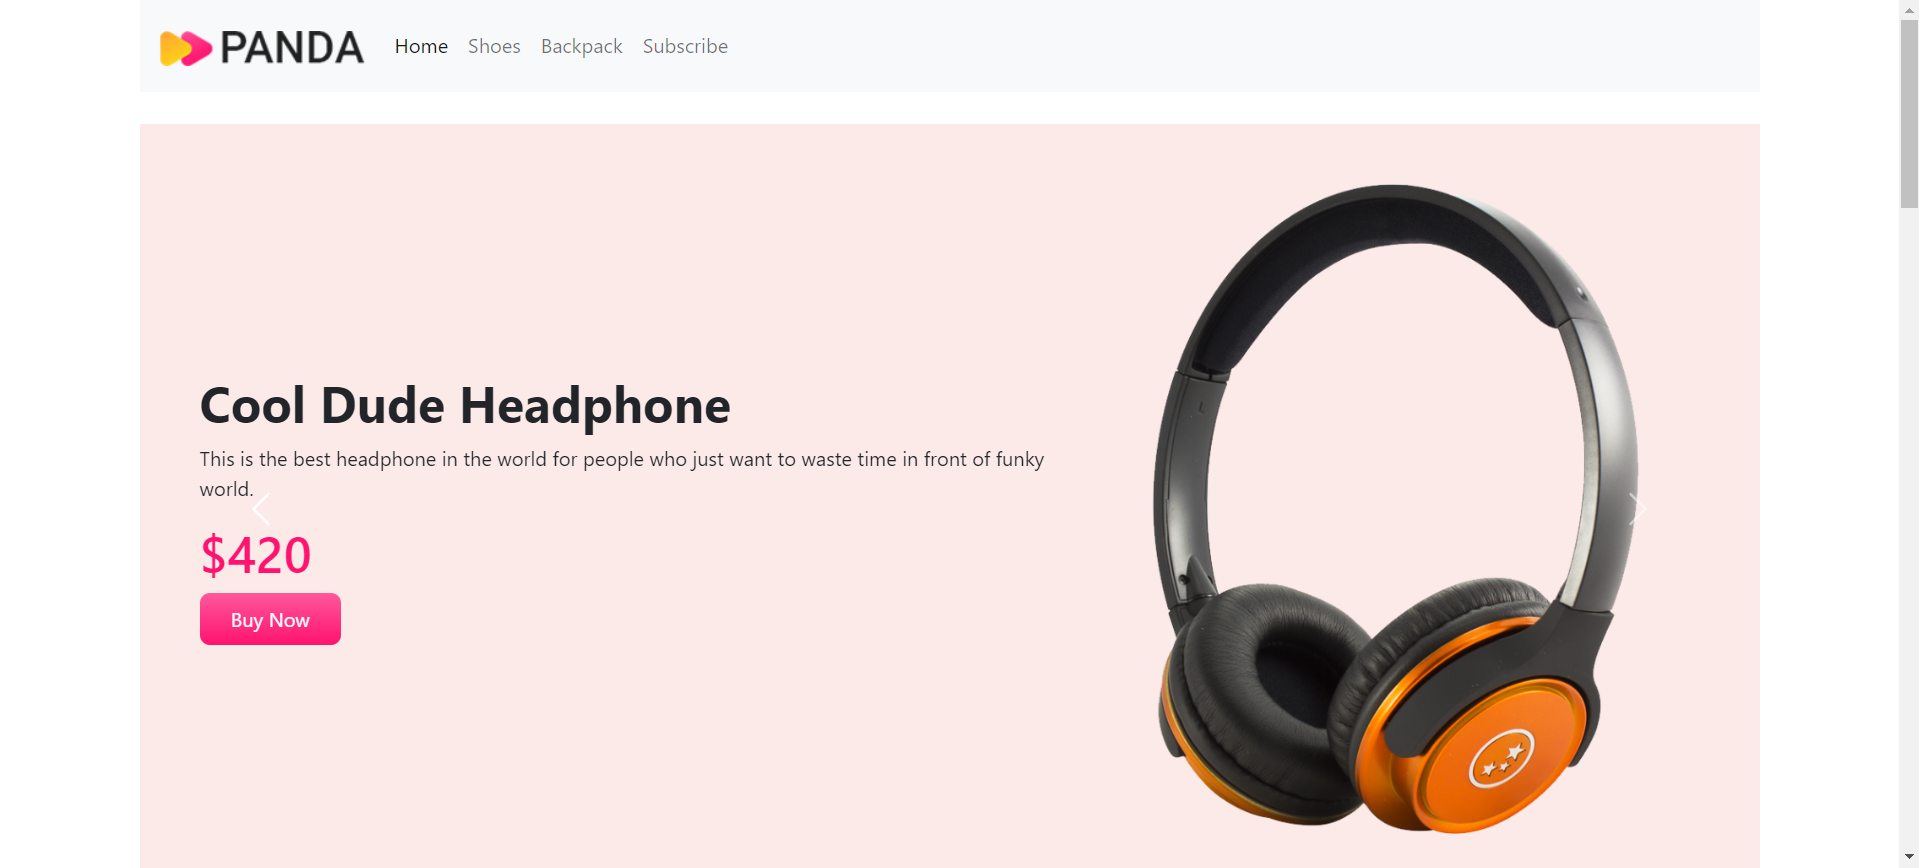 PANDA Home Shoes Backpack Subscribe
Cool Dude Headphone
This is the best headphone in the world for people who just want to waste time in front of funky
world.
$420
Buy Now
L